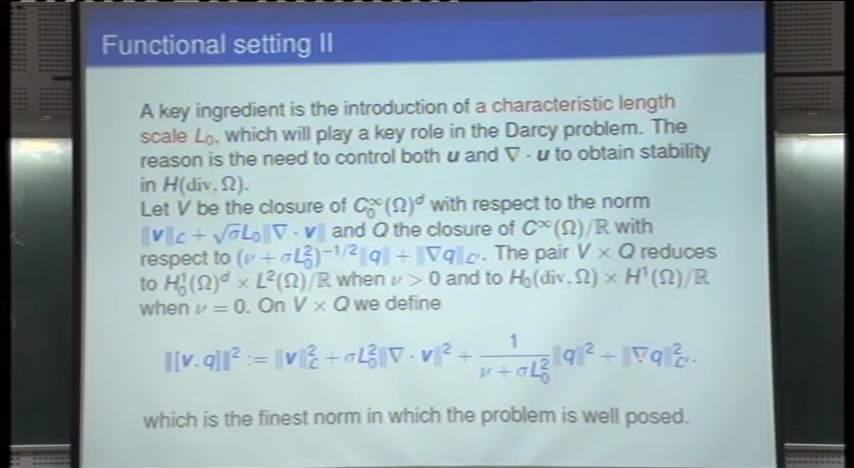 Functional setting II
A key ingredient is the introduction of a characteristic length
scale L₀, which will play a key role in the Darcy problem. The
reason is the need to control both u and ∇ · u to obtain stability
in H(div, Ω).
Let V be the closure of C₀^∞(Ω)^d with respect to the norm
‖v‖_L + √σL₀‖∇ · v‖ and Q the closure of C^∞(Ω)/ℝ with
respect to (ν + σL₀²)^{-1/2}‖q‖ + ‖∇q‖_{L'}. The pair V × Q reduces
to H₀¹(Ω)^d × L²(Ω)/ℝ when ν > 0 and to H₀(div, Ω) × H¹(Ω)/ℝ
when ν = 0. On V × Q we define
‖[v, q]‖² := ‖v‖²_L + σL₀²‖∇ · v‖² + 1/(ν + σL₀²) ‖q‖² + ‖∇q‖²_{L'}.
which is the finest norm in which the problem is well posed.